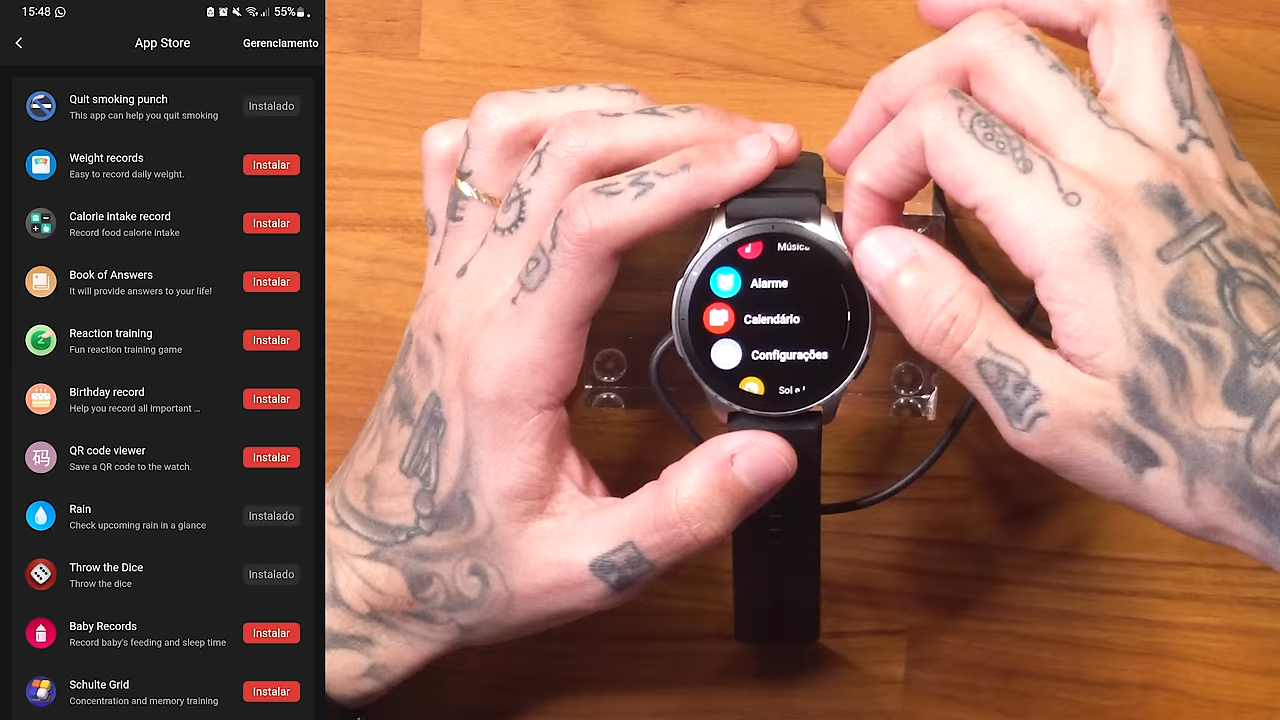 15:48
55%
App Store
Gerenciamento
Quit smoking punch
This app can help you quit smoking
Instalado
Weight records
Easy to record daily weight.
Instalar
Calorie intake record
Record food calorie intake
Instalar
Book of Answers
It will provide answers to your life!
Instalar
Reaction training
Fun reaction training game
Instalar
Birthday record
Help you record all important ...
Instalar
QR code viewer
Save a QR code to the watch.
Instalar
码
Rain
Check upcoming rain in a glance
Instalado
Throw the Dice
Throw the dice
Instalado
Baby Records
Record baby's feeding and sleep time
Instalar
Schulte Grid
Concentration and memory training
Instalar
Música
Alarme
Calendário
Configurações
Sol e